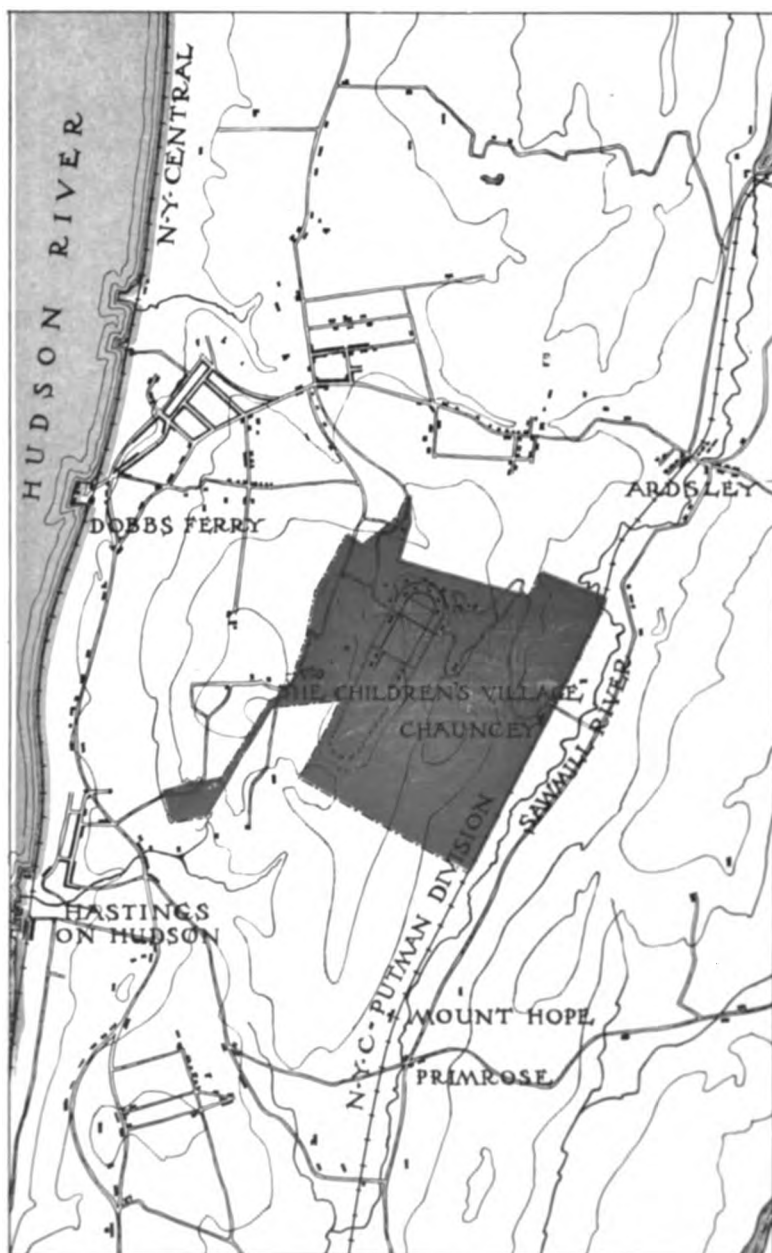 HUDSON RIVER
N-Y-CENTRAL
DOBBS FERRY
ARDSLEY
THE CHILDREN'S VILLAGE
CHAUNCEY
SAWMILL RIVER
HASTINGS
ON HUDSON
N-Y-C-PUTMAN DIVISION
MOUNT HOPE
PRIMROSE